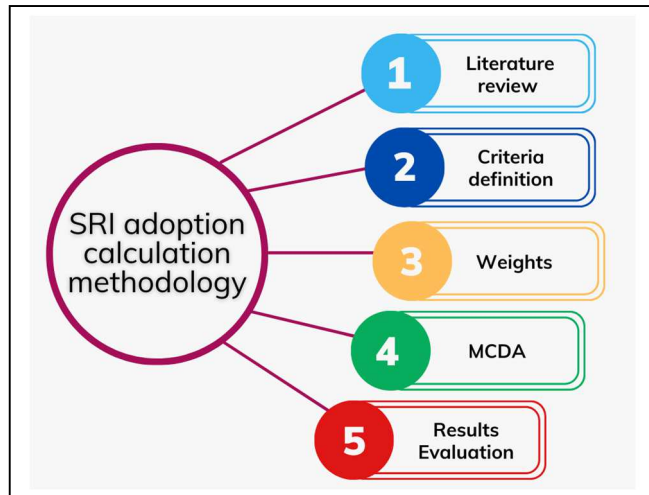 SRI adoption
calculation
methodology
1
Literature
review
2
Criteria
definition
3
Weights
4
MCDA
5
Results
Evaluation